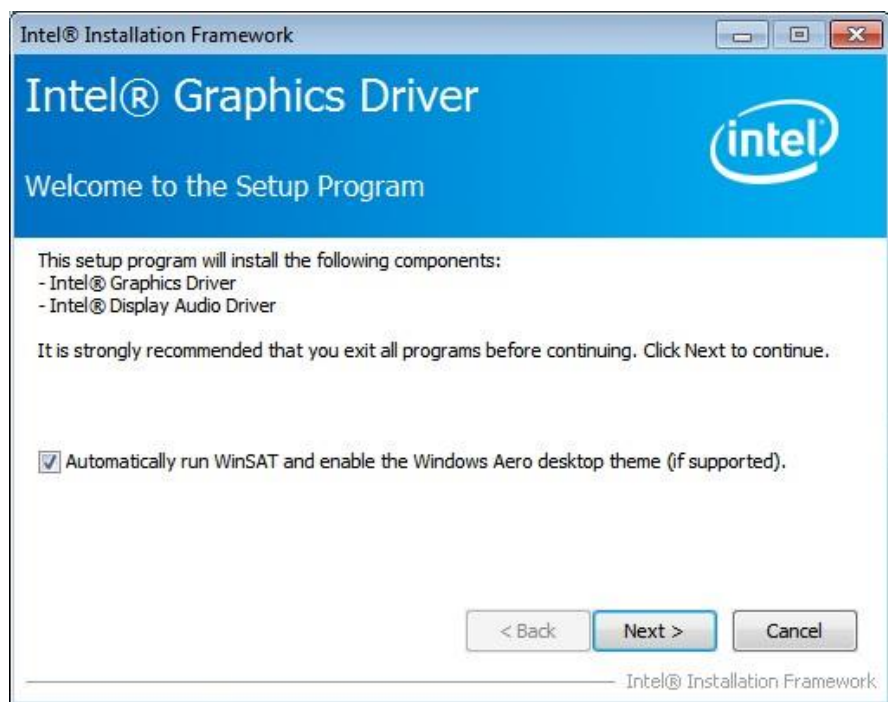 Intel® Installation Framework
Intel® Graphics Driver
intel
Welcome to the Setup Program
This setup program will install the following components:
- Intel® Graphics Driver
- Intel® Display Audio Driver
It is strongly recommended that you exit all programs before continuing. Click Next to continue.
Automatically run WinSAT and enable the Windows Aero desktop theme (if supported).
< Back Next > Cancel
Intel® Installation Framework